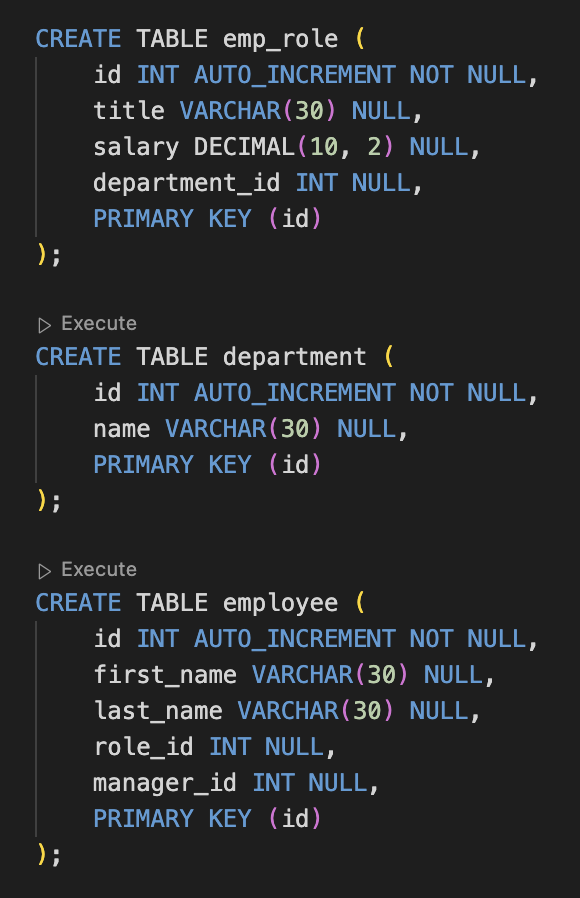 CREATE TABLE emp_role (
    id INT AUTO_INCREMENT NOT NULL,
    title VARCHAR(30) NULL,
    salary DECIMAL(10, 2) NULL,
    department_id INT NULL,
    PRIMARY KEY (id)
);
Execute
CREATE TABLE department (
    id INT AUTO_INCREMENT NOT NULL,
    name VARCHAR(30) NULL,
    PRIMARY KEY (id)
);
Execute
CREATE TABLE employee (
    id INT AUTO_INCREMENT NOT NULL,
    first_name VARCHAR(30) NULL,
    last_name VARCHAR(30) NULL,
    role_id INT NULL,
    manager_id INT NULL,
    PRIMARY KEY (id)
);